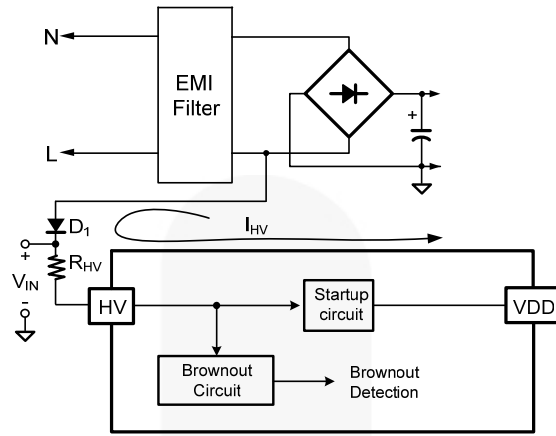 N
EMI
Filter
L
+
D1
IHV
+
RHV
VIN
-
HV
Startup
circuit
VDD
Brownout
Circuit
Brownout
Detection